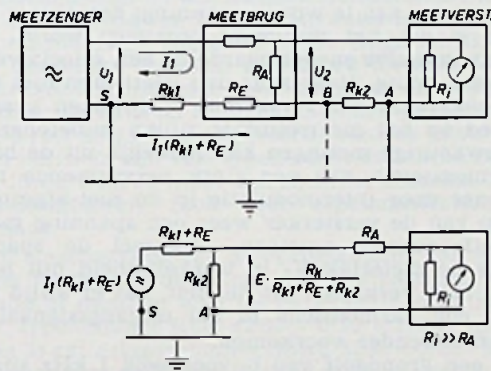 MEETZENDER
MEETBRUG
MEETVERST.
≈
U1
I1
RA
U2
Ri
S
Rk1
RE
B
Rk2
A
I1(Rk1+RE)
Rk1+RE
RA
I1(Rk1+RE)
≈
Rk2
E · Rk / Rk1+RE+Rk2
Ri
S
A
Ri >> RA